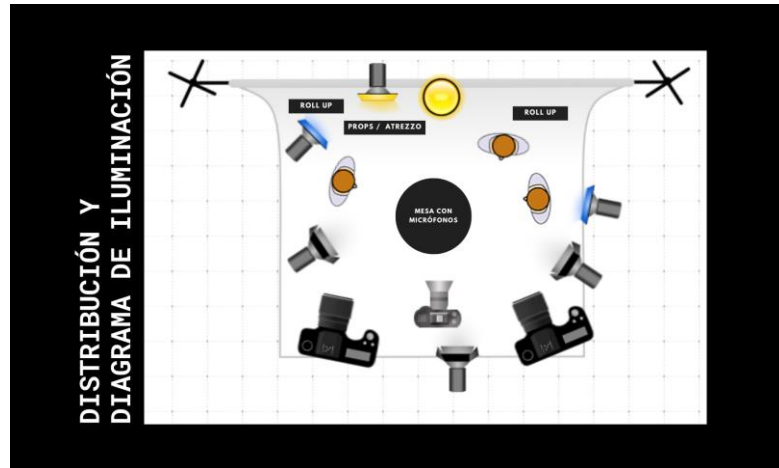 DISTRIBUCIÓN Y
DIAGRAMA DE ILUMINACIÓN
ROLL UP
ROLL UP
PROPS / ATREZZO
MESA CON
MICRÓFONOS